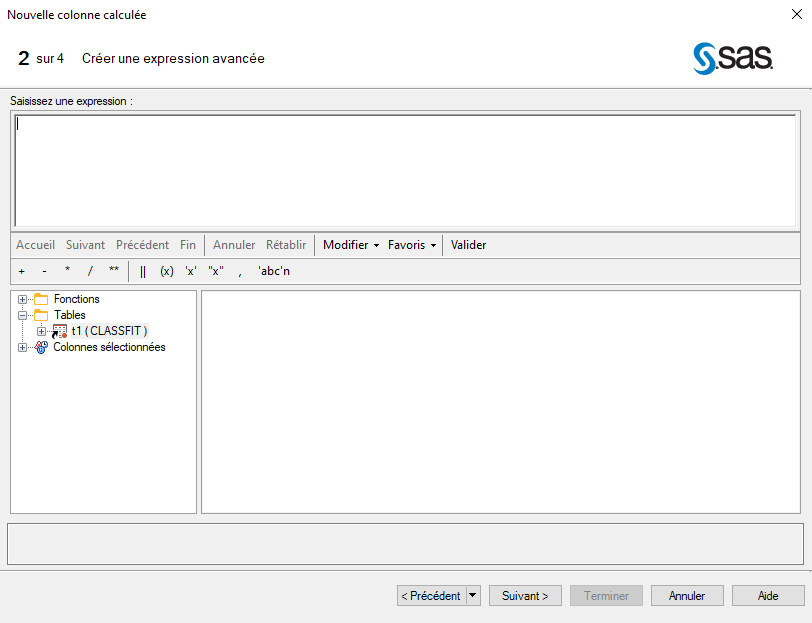 Nouvelle colonne calculée
2 sur 4 Créer une expression avancée
sas
Saisissez une expression :
Accueil Suivant Précédent Fin Annuler Rétablir Modifier Favoris Valider
+ - * / ** || (x) 'x' "x" , 'abc'n
Fonctions
Tables
t1 ( CLASSFIT )
Colonnes sélectionnées
< Précédent Suivant > Terminer Annuler Aide